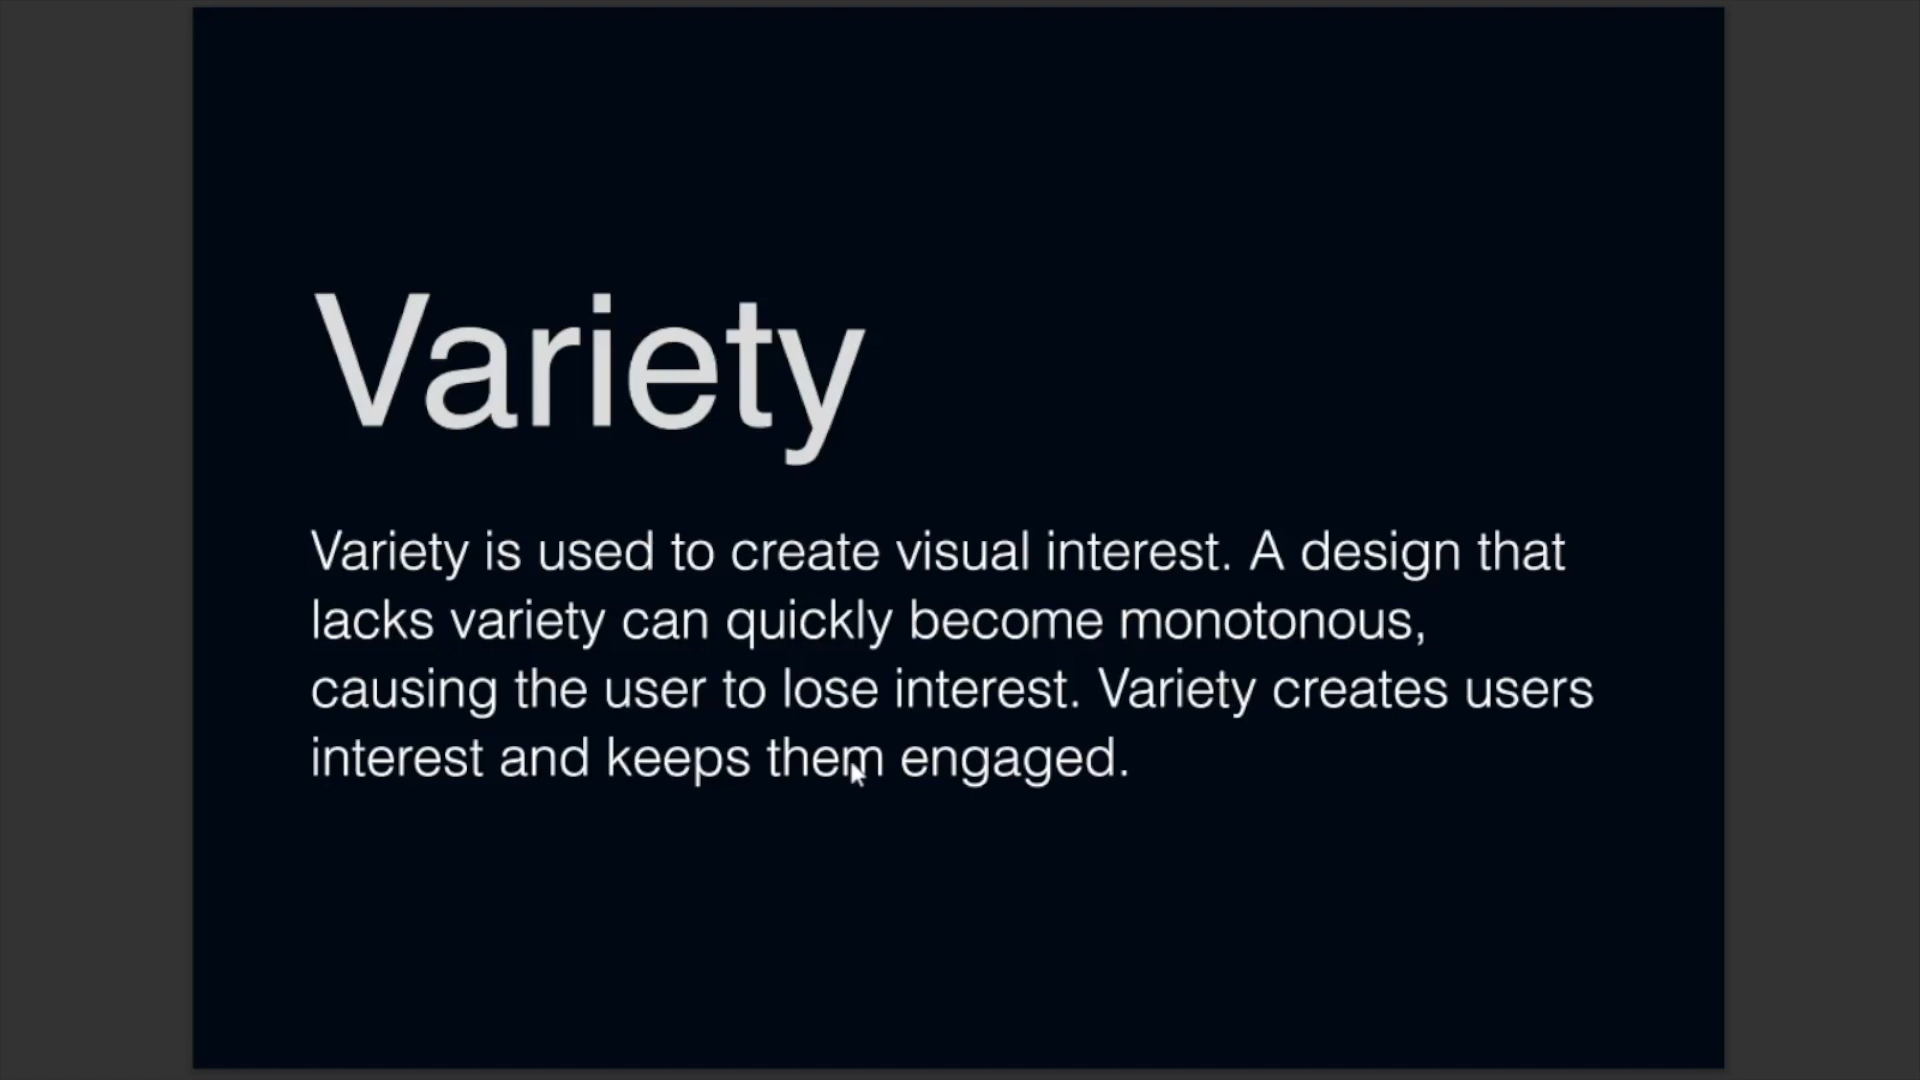 Variety
Variety is used to create visual interest. A design that
lacks variety can quickly become monotonous,
causing the user to lose interest. Variety creates users
interest and keeps them engaged.